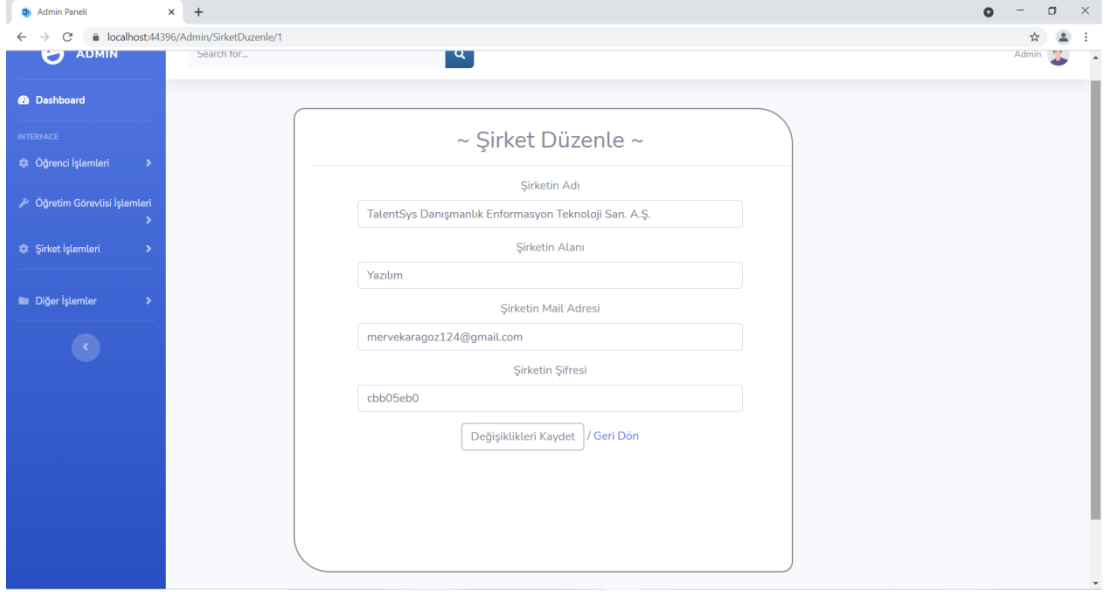 Admin Paneli
localhost:44396/Admin/SirketDuzenle/1
ADMIN
Search for...
Admin
Dashboard
INTERFACE
Öğrenci İşlemleri
Öğretim Görevlisi İşlemleri
Şirket İşlemleri
Diğer İşlemler
~ Şirket Düzenle ~
Şirketin Adı
TalentSys Danışmanlık Enformasyon Teknoloji San. A.Ş.
Şirketin Alanı
Yazılım
Şirketin Mail Adresi
mervekaragoz124@gmail.com
Şirketin Şifresi
cbb05eb0
Değişiklikleri Kaydet / Geri Dön